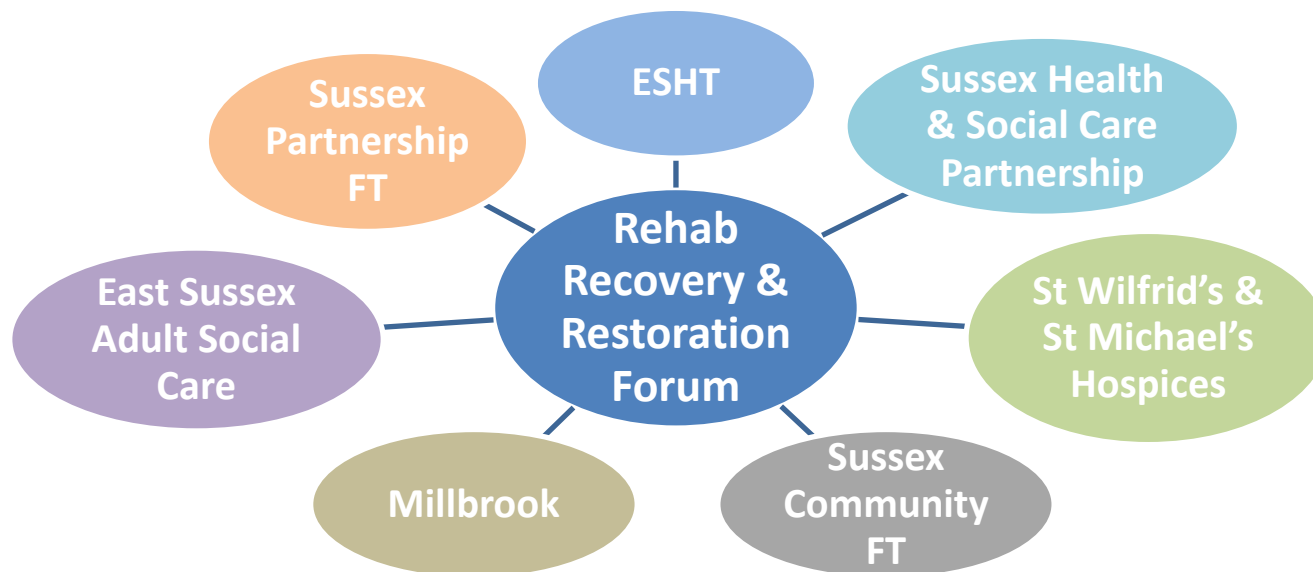 ESHT
Sussex Health
& Social Care
Partnership
Sussex
Partnership
FT
Rehab
Recovery &
Restoration
Forum
East Sussex
Adult Social
Care
St Wilfrid’s &
St Michael’s
Hospices
Millbrook
Sussex
Community
FT